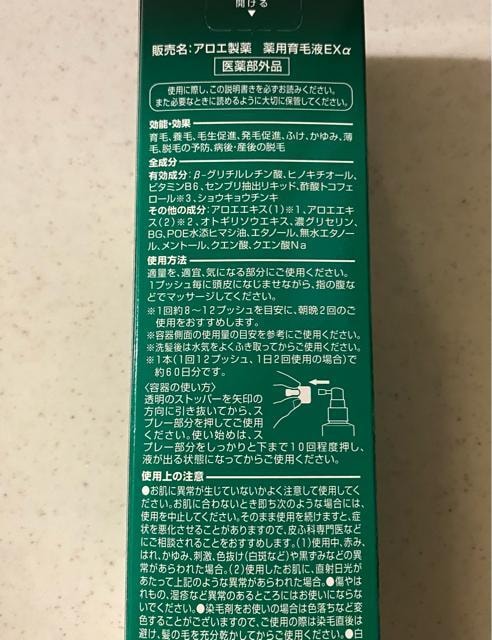 開ける
販売名：アロエ製薬　薬用育毛液EXα
医薬部外品
使用に際し、この説明書きを必ずお読みください。
また必要なときに読めるように大切に保管してください。
効能・効果
育毛、養毛、毛生促進、発毛促進、ふけ、かゆみ、薄
毛、脱毛の予防、病後・産後の脱毛
全成分
有効成分：β-グリチルレチン酸、ヒノキチオール、
ビタミンB6、センブリ抽出リキッド、酢酸トコフェ
ロール※3、ショウキョウチンキ
その他の成分：アロエエキス(1)※1、アロエエキ
ス(2)※2、オトギリソウエキス、濃グリセリン、
BG、POE水添ヒマシ油、エタノール、無水エタノー
ル、メントール、クエン酸、クエン酸Na
使用方法
適量を、適宜、気になる部分にご使用ください。
1プッシュ毎に頭皮になじませながら、指の腹な
どでマッサージしてください。
※1回約8～12プッシュを目安に、朝晩2回のご
使用をおすすめします。
※容器側面の使用量の目安を参考にご使用ください。
※洗髪後は水気をよくふき取ってからご使用ください。
※1本(1回12プッシュ、1日2回使用の場合)で
約60日分です。
〈容器の使い方〉
透明のストッパーを矢印の
方向に引き抜いてから、ス
プレー部分を押してご使用
ください。使い始めは、ス
プレー部分をしっかりと下まで10回程度押し、
液が出る状態になってからご使用ください。
使用上の注意
●お肌に異常が生じていないかよく注意して使用してく
ださい。お肌に合わないとき即ち次のような場合には、
使用を中止してください。そのまま使用を続けますと、症
状を悪化させることがありますので、皮ふ科専門医など
にご相談されることをおすすめします。(1)使用中、赤み、
はれ、かゆみ、刺激、色抜け(白斑など)や黒ずみ等の異
常があらわれた場合。(2)使用したお肌に、直射日光が
あたって上記のような異常があらわれた場合。●傷やは
れもの、湿疹など異常のあるところにはお使いにならな
いでください。●染毛剤をお使いの場合は色落ちなど変
色することがございますので、ご使用の際は染毛直後は
避け、髪の毛を充分乾かしてからご使用ください。●白